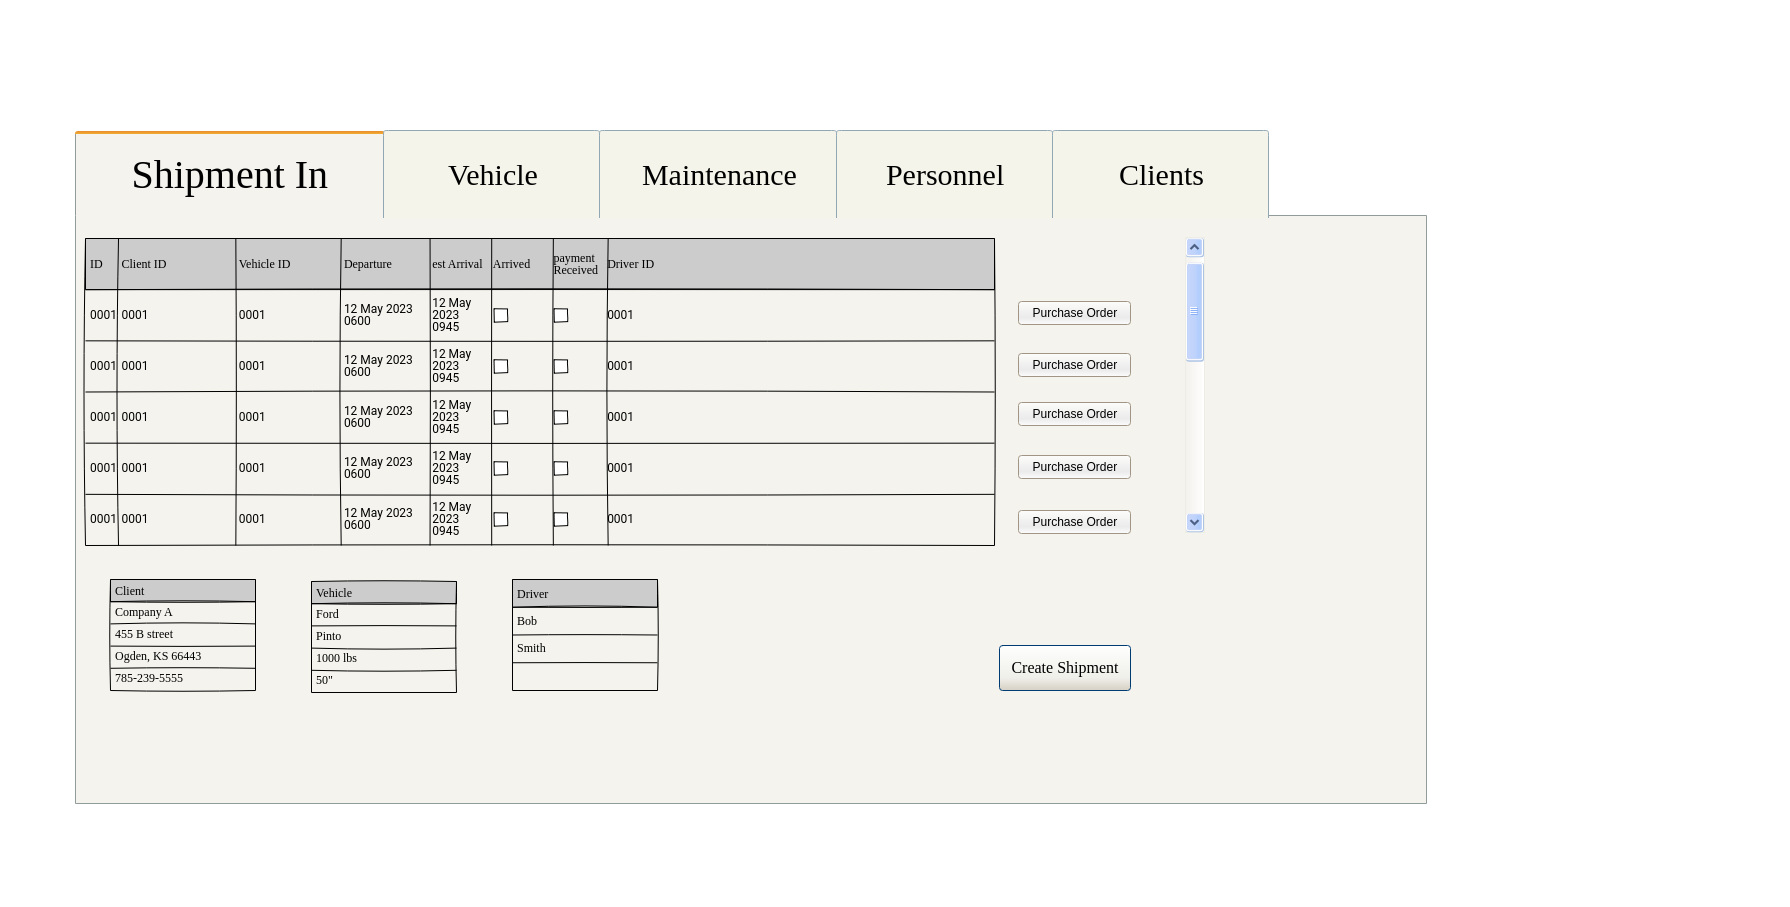 Shipment In Vehicle Maintenance Personnel Clients
ID Client ID Vehicle ID Departure est Arrival Arrived payment Received Driver ID
0001 0001 0001 12 May 2023 0600 12 May 2023 0945 0001 Purchase Order
0001 0001 0001 12 May 2023 0600 12 May 2023 0945 0001 Purchase Order
0001 0001 0001 12 May 2023 0600 12 May 2023 0945 0001 Purchase Order
0001 0001 0001 12 May 2023 0600 12 May 2023 0945 0001 Purchase Order
0001 0001 0001 12 May 2023 0600 12 May 2023 0945 0001 Purchase Order
Client
Company A
455 B street
Ogden, KS 66443
785-239-5555
Vehicle
Ford
Pinto
1000 lbs
50"
Driver
Bob
Smith
Create Shipment